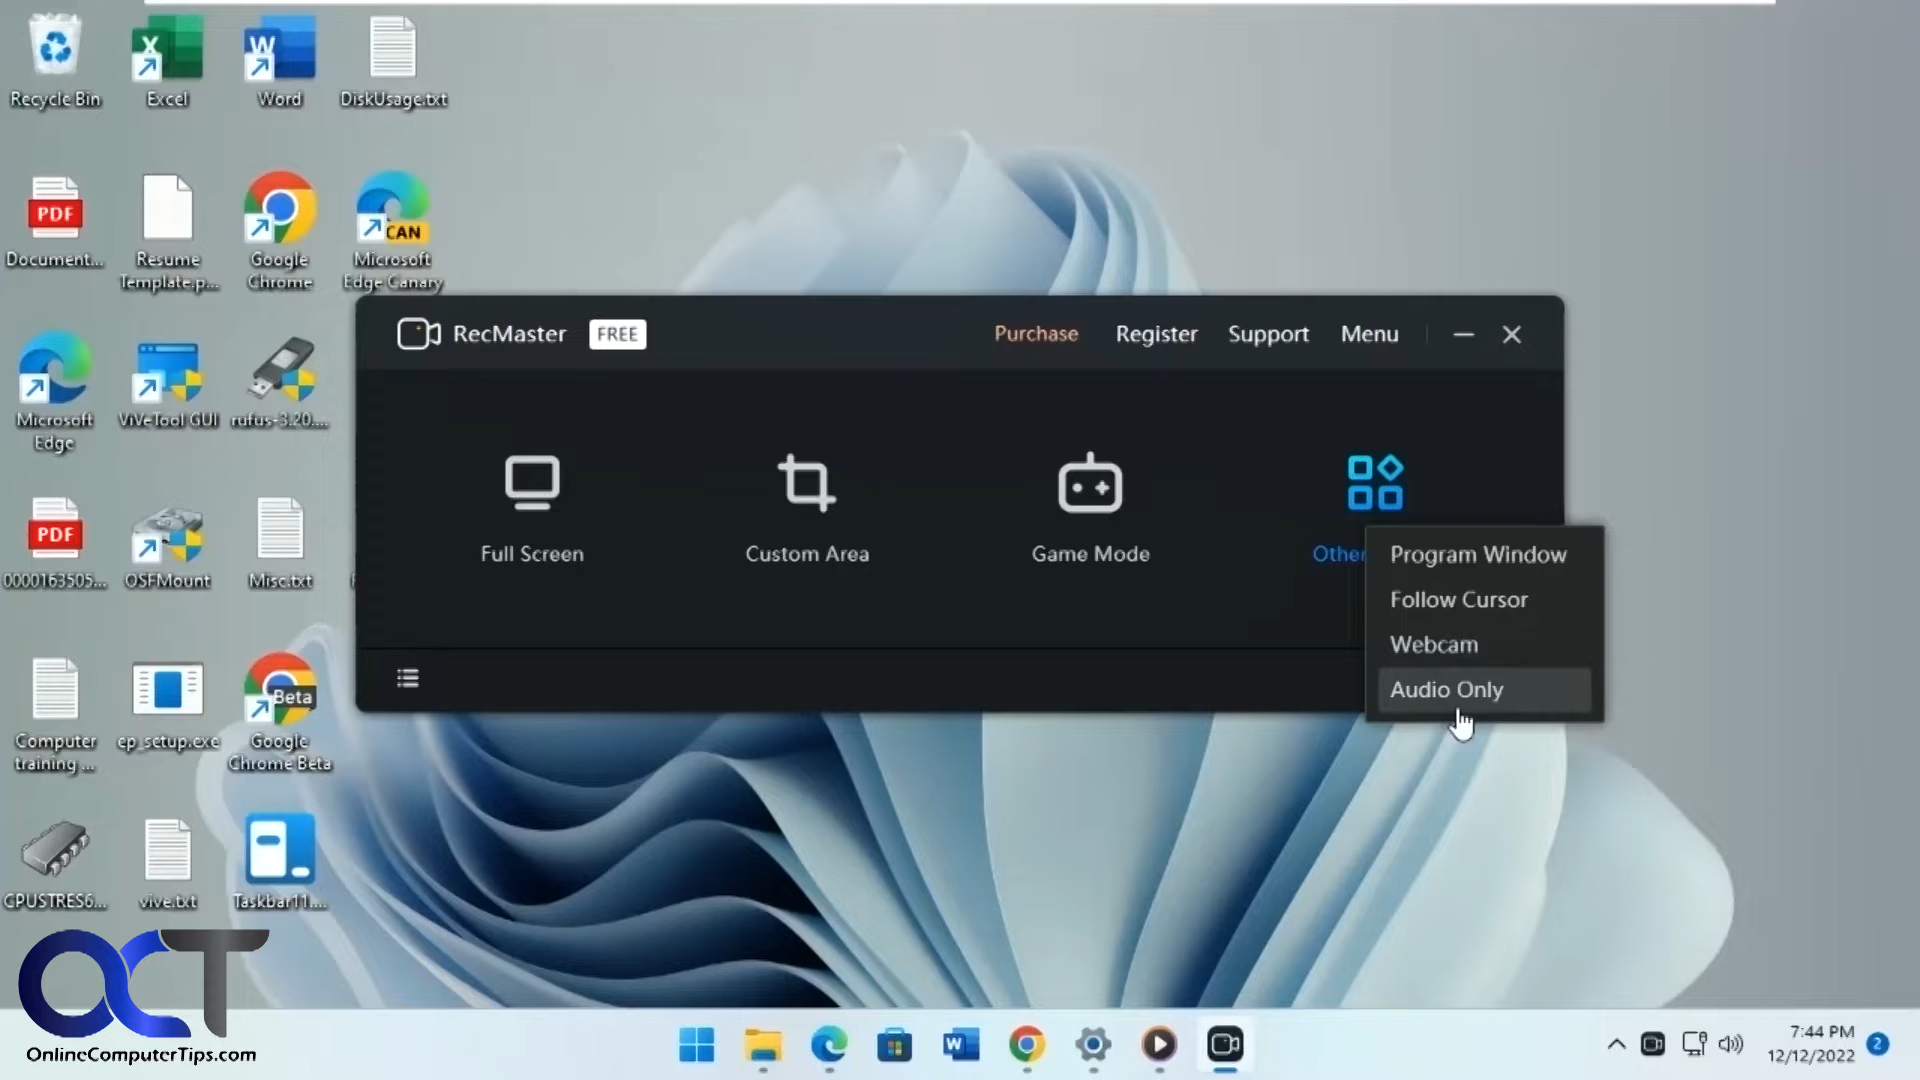 Recycle Bin
Excel
Word
DiskUsage.txt
PDF
CAN
Document...
Resume
Template.p...
Google
Chrome
Microsoft
Edge Canary
RecMaster
FREE
Purchase
Register
Support
Menu
Microsoft
Edge
ViVeTool GUI
rufus-3.20....
Full Screen
Custom Area
Game Mode
Other
Program Window
Follow Cursor
Webcam
Audio Only
PDF
0000163505...
OSFMount
Misc.txt
Beta
Computer
training ...
ep_setup.exe
Google
Chrome Beta
CPUSTRES6...
vive.txt
Taskbar11....
OCT
OnlineComputerTips.com
7:44 PM
12/12/2022
2